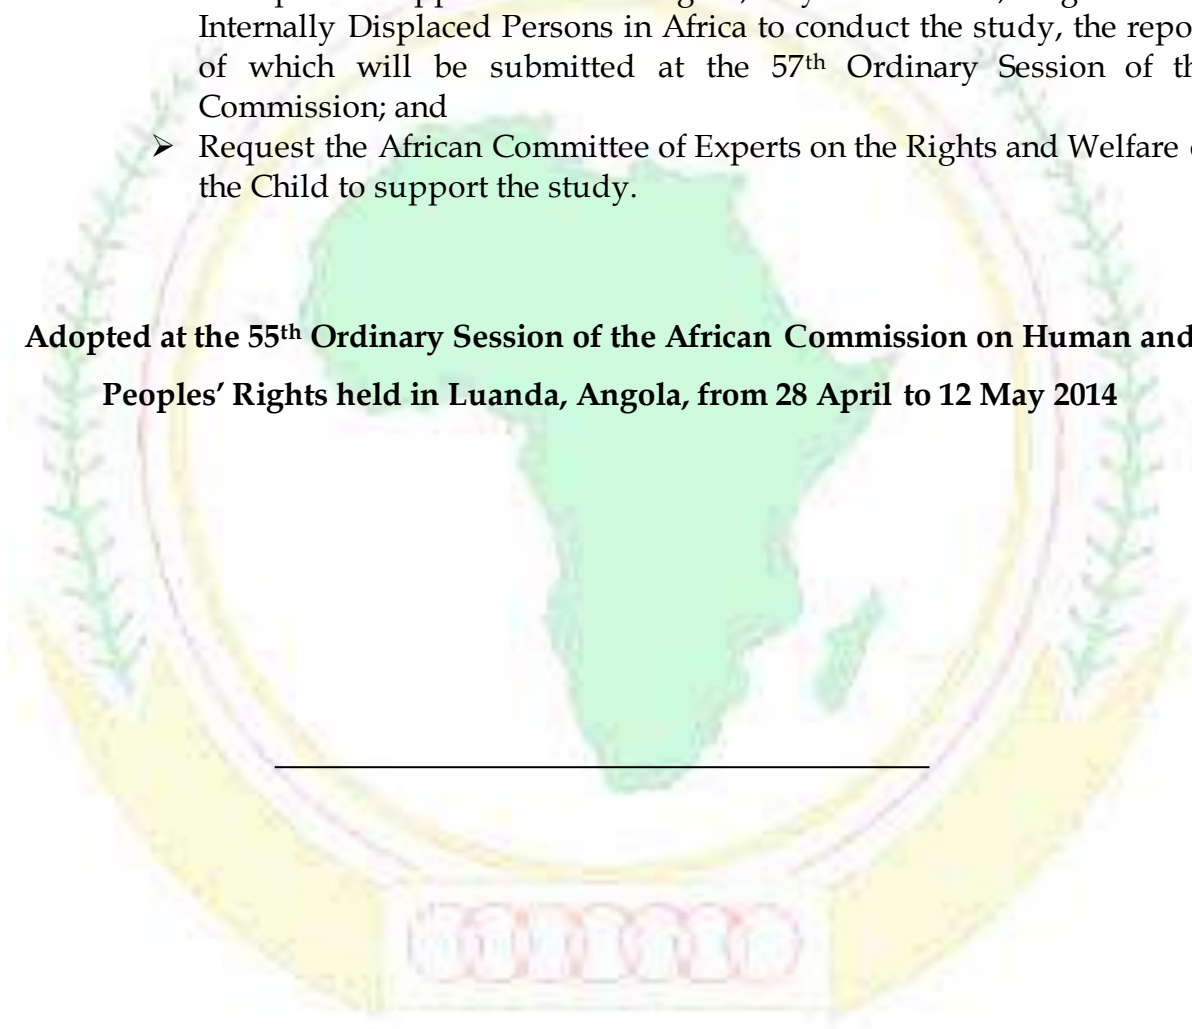 Internally Displaced Persons in Africa to conduct the study, the repo
of which will be submitted at the 57th Ordinary Session of th
Commission; and
➢ Request the African Committee of Experts on the Rights and Welfare
the Child to support the study.
Adopted at the 55th Ordinary Session of the African Commission on Human and
Peoples’ Rights held in Luanda, Angola, from 28 April to 12 May 2014